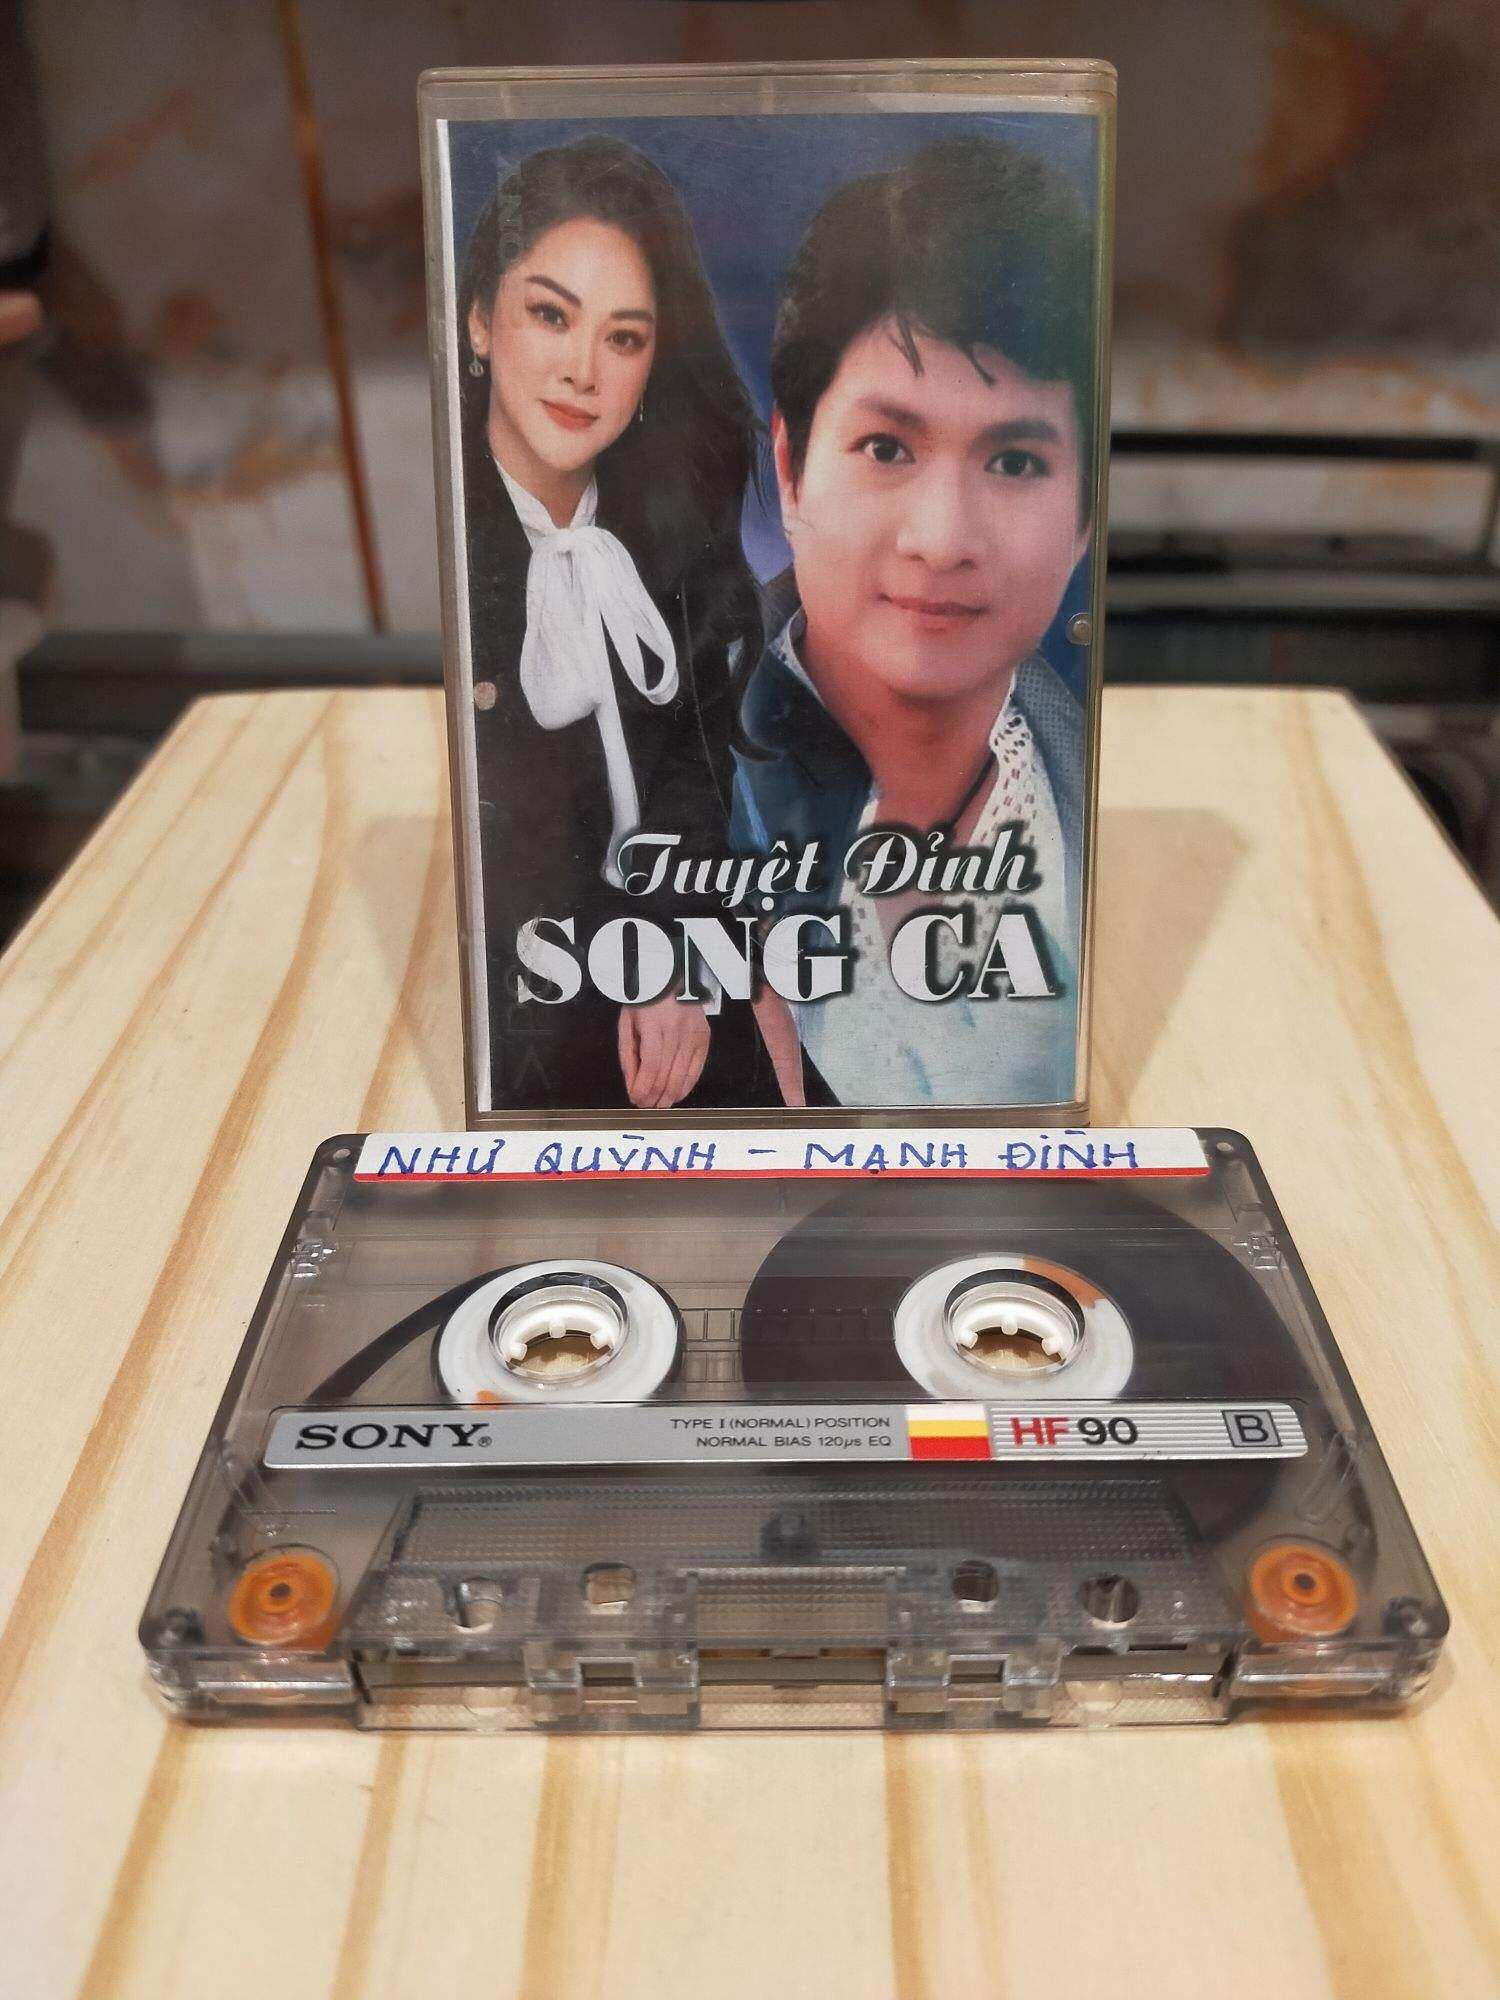 Tuyệt Đỉnh
SONG CA
NHƯ QUỲNH - MẠNH ĐÌNH
SONY®
TYPE I (NORMAL) POSITION
NORMAL BIAS 120µs EQ
HF 90
B